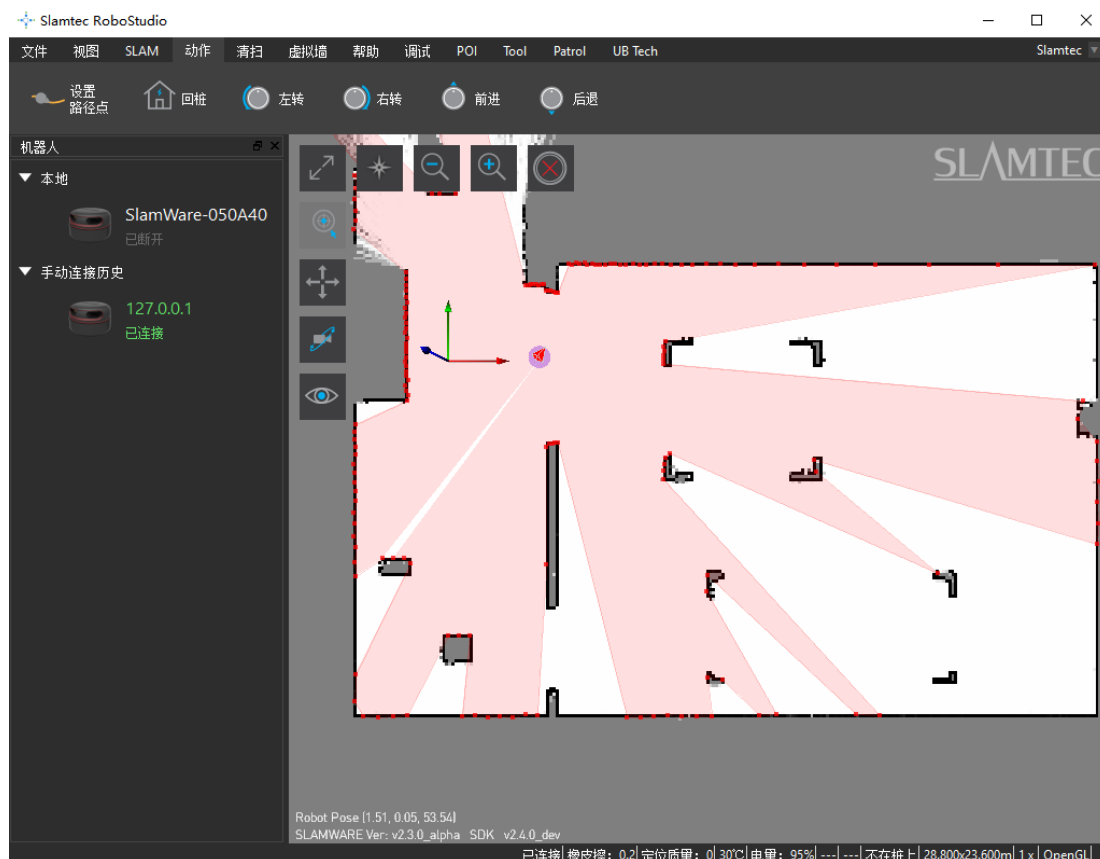 Slamtec RoboStudio
文件 视图 SLAM 动作 清扫 虚拟墙 帮助 调试 POI Tool Patrol UB Tech Slamtec
设置
路径点
回桩 左转 右转 前进 后退
机器人
本地
SlamWare-050A40
已断开
手动连接历史
127.0.0.1
已连接
SLAMTEC
Robot Pose (1.51, 0.05, 53.54)
SLAMWARE Ver: v2.3.0_alpha SDK v2.4.0_dev
已连接 橡皮擦: 0.2 定位质量: 0 30℃ 电量: 95% --- --- 不在桩上 28.800x23.600m 1 x OpenGL